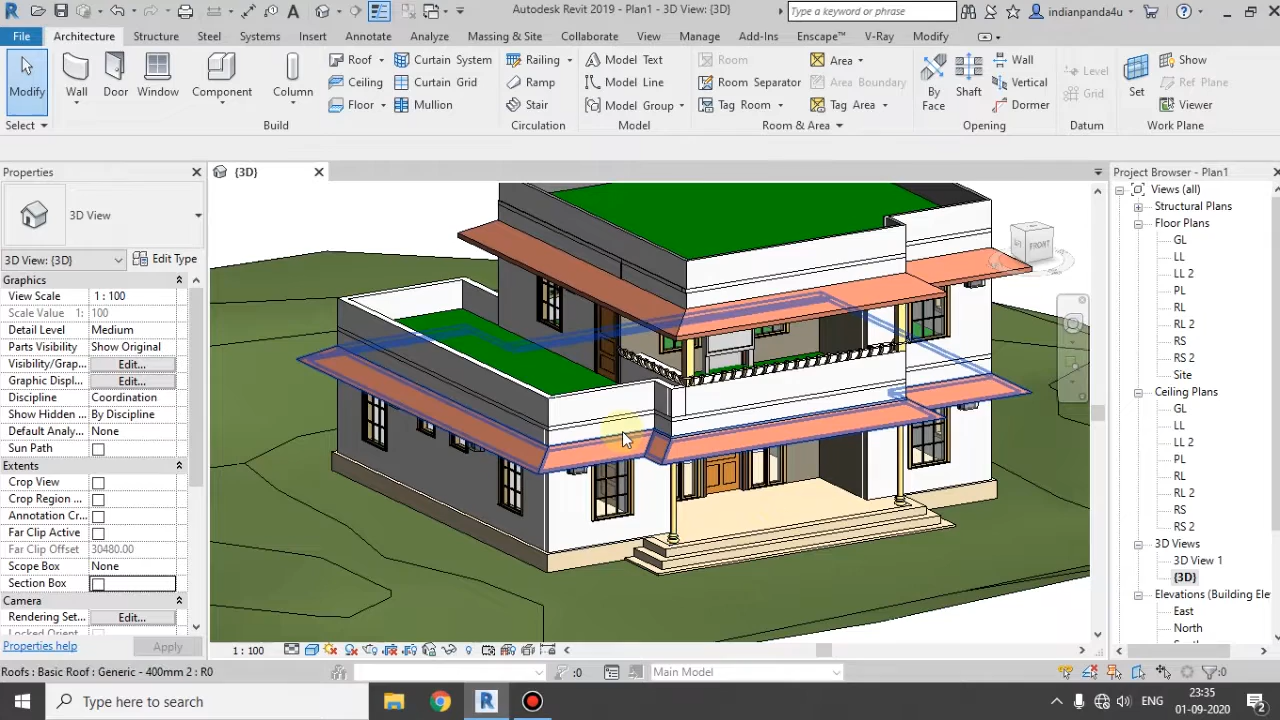 Autodesk Revit 2019 - Plan1 - 3D View: {3D}
Type a keyword or phrase
indianpanda4u
File
Architecture
Structure
Steel
Systems
Insert
Annotate
Analyze
Massing & Site
Collaborate
View
Manage
Add-Ins
Enscape™
V-Ray
Modify
Modify
Wall
Door
Window
Component
Column
Roof
Ceiling
Floor
Curtain System
Curtain Grid
Mullion
Railing
Ramp
Stair
Model Text
Model Line
Model Group
Room
Room Separator
Tag Room
Area
Area Boundary
Tag Area
By Face
Shaft
Wall
Vertical
Dormer
Level
Grid
Set
Show
Ref Plane
Viewer
Select
Build
Circulation
Model
Room & Area
Opening
Datum
Work Plane
Properties
3D View
3D View: {3D}
Edit Type
Graphics
View Scale 1 : 100
Scale Value 1: 100
Detail Level Medium
Parts Visibility Show Original
Visibility/Grap... Edit...
Graphic Displ... Edit...
Discipline Coordination
Show Hidden ... By Discipline
Default Analy... None
Sun Path
Extents
Crop View
Crop Region ...
Annotation Cr...
Far Clip Active
Far Clip Offset 30480.00
Scope Box None
Section Box
Camera
Rendering Set... Edit...
Properties help
Apply
{3D}
FRONT
Project Browser - Plan1
Views (all)
Structural Plans
Floor Plans
GL
LL
LL 2
PL
RL
RL 2
RS
RS 2
Site
Ceiling Plans
GL
LL
LL 2
PL
RL
RL 2
RS
RS 2
3D Views
3D View 1
{3D}
Elevations (Building Ele
East
North
1 : 100
Roofs : Basic Roof : Generic - 400mm 2 : R0
:0
Main Model
:0
Type here to search
ENG
23:35
01-09-2020
2